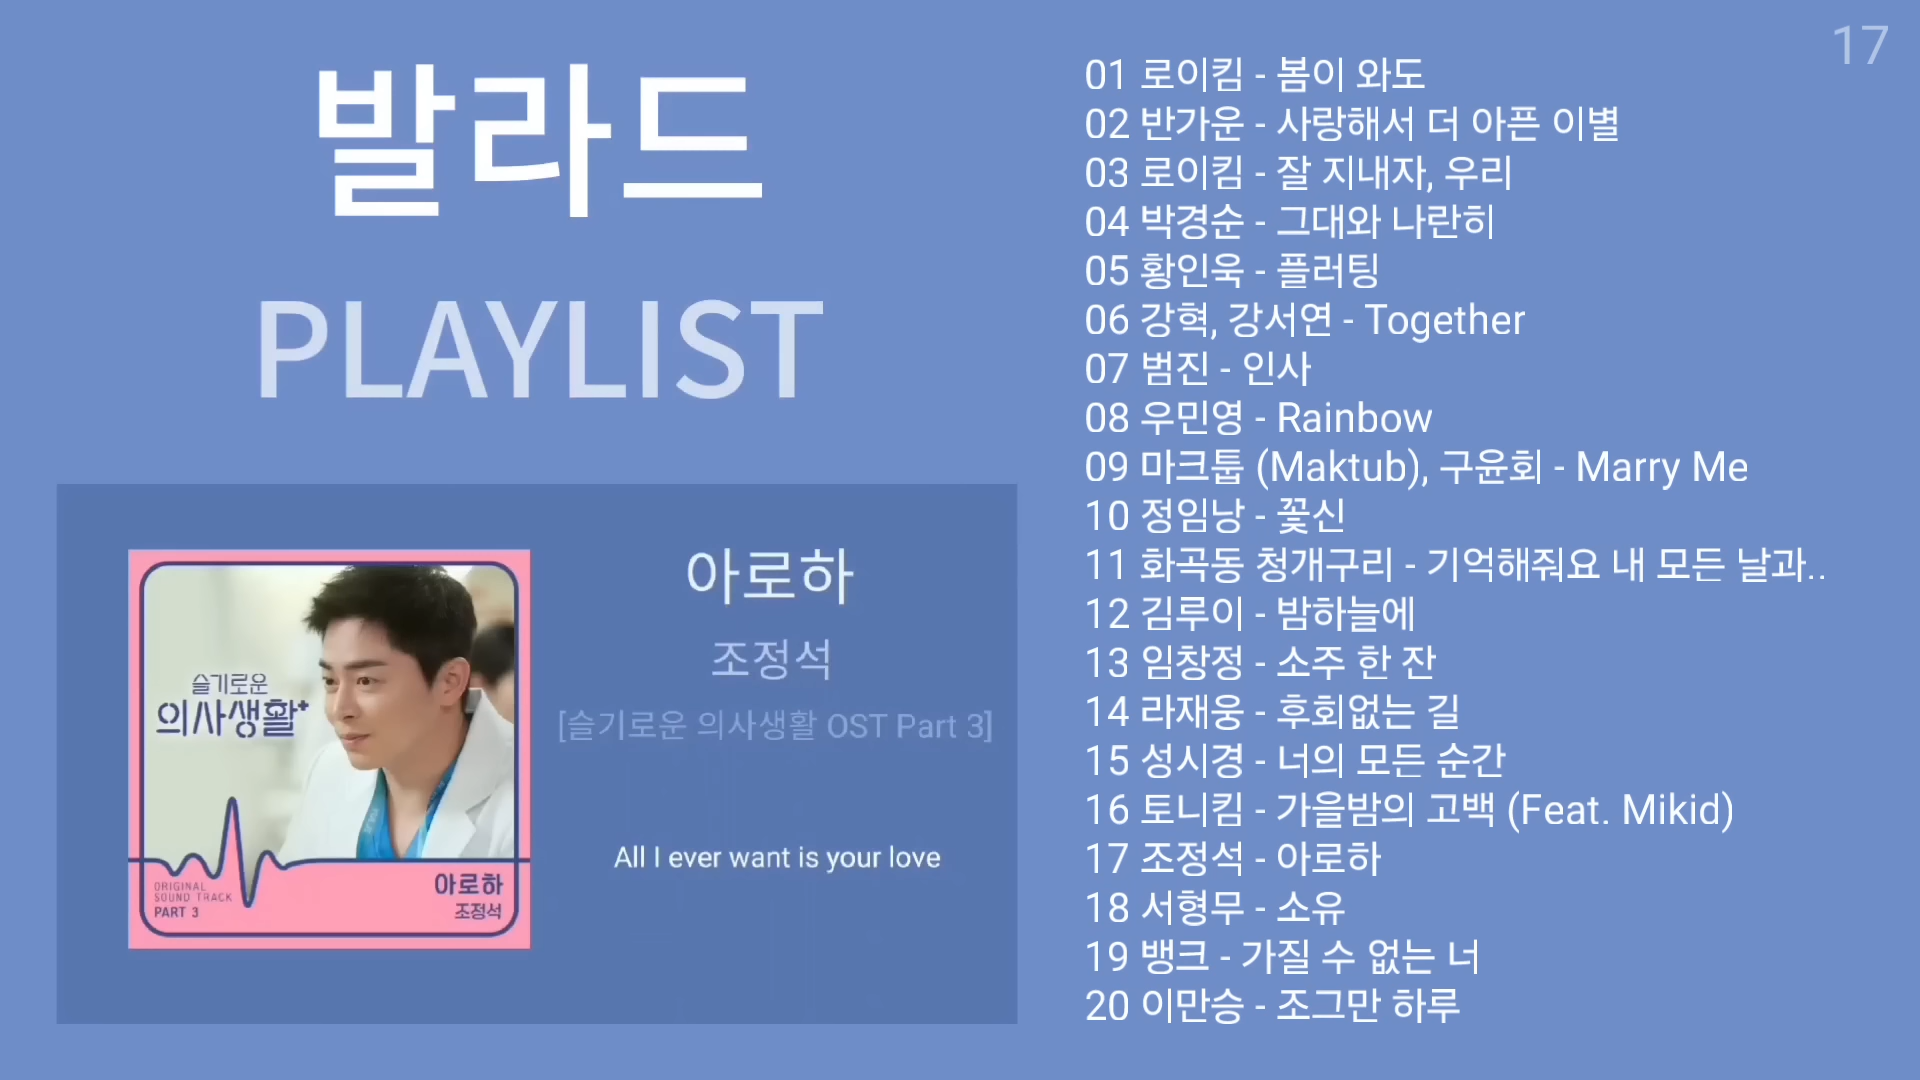 17
발라드
PLAYLIST
슬기로운
의사생활+
ORIGINAL
SOUND TRACK
PART 3
아로하
조정석
아로하
조정석
[슬기로운 의사생활 OST Part 3]
All I ever want is your love
01 로이킴 - 봄이 와도
02 반가운 - 사랑해서 더 아픈 이별
03 로이킴 - 잘 지내자, 우리
04 박경순 - 그대와 나란히
05 황인욱 - 플러팅
06 강혁, 강서연 - Together
07 범진 - 인사
08 우민영 - Rainbow
09 마크툽 (Maktub), 구윤회 - Marry Me
10 정임낭 - 꽃신
11 화곡동 청개구리 - 기억해줘요 내 모든 날과..
12 김루이 - 밤하늘에
13 임창정 - 소주 한 잔
14 라재웅 - 후회없는 길
15 성시경 - 너의 모든 순간
16 토니킴 - 가을밤의 고백 (Feat. Mikid)
17 조정석 - 아로하
18 서형무 - 소유
19 뱅크 - 가질 수 없는 너
20 이만승 - 조그만 하루